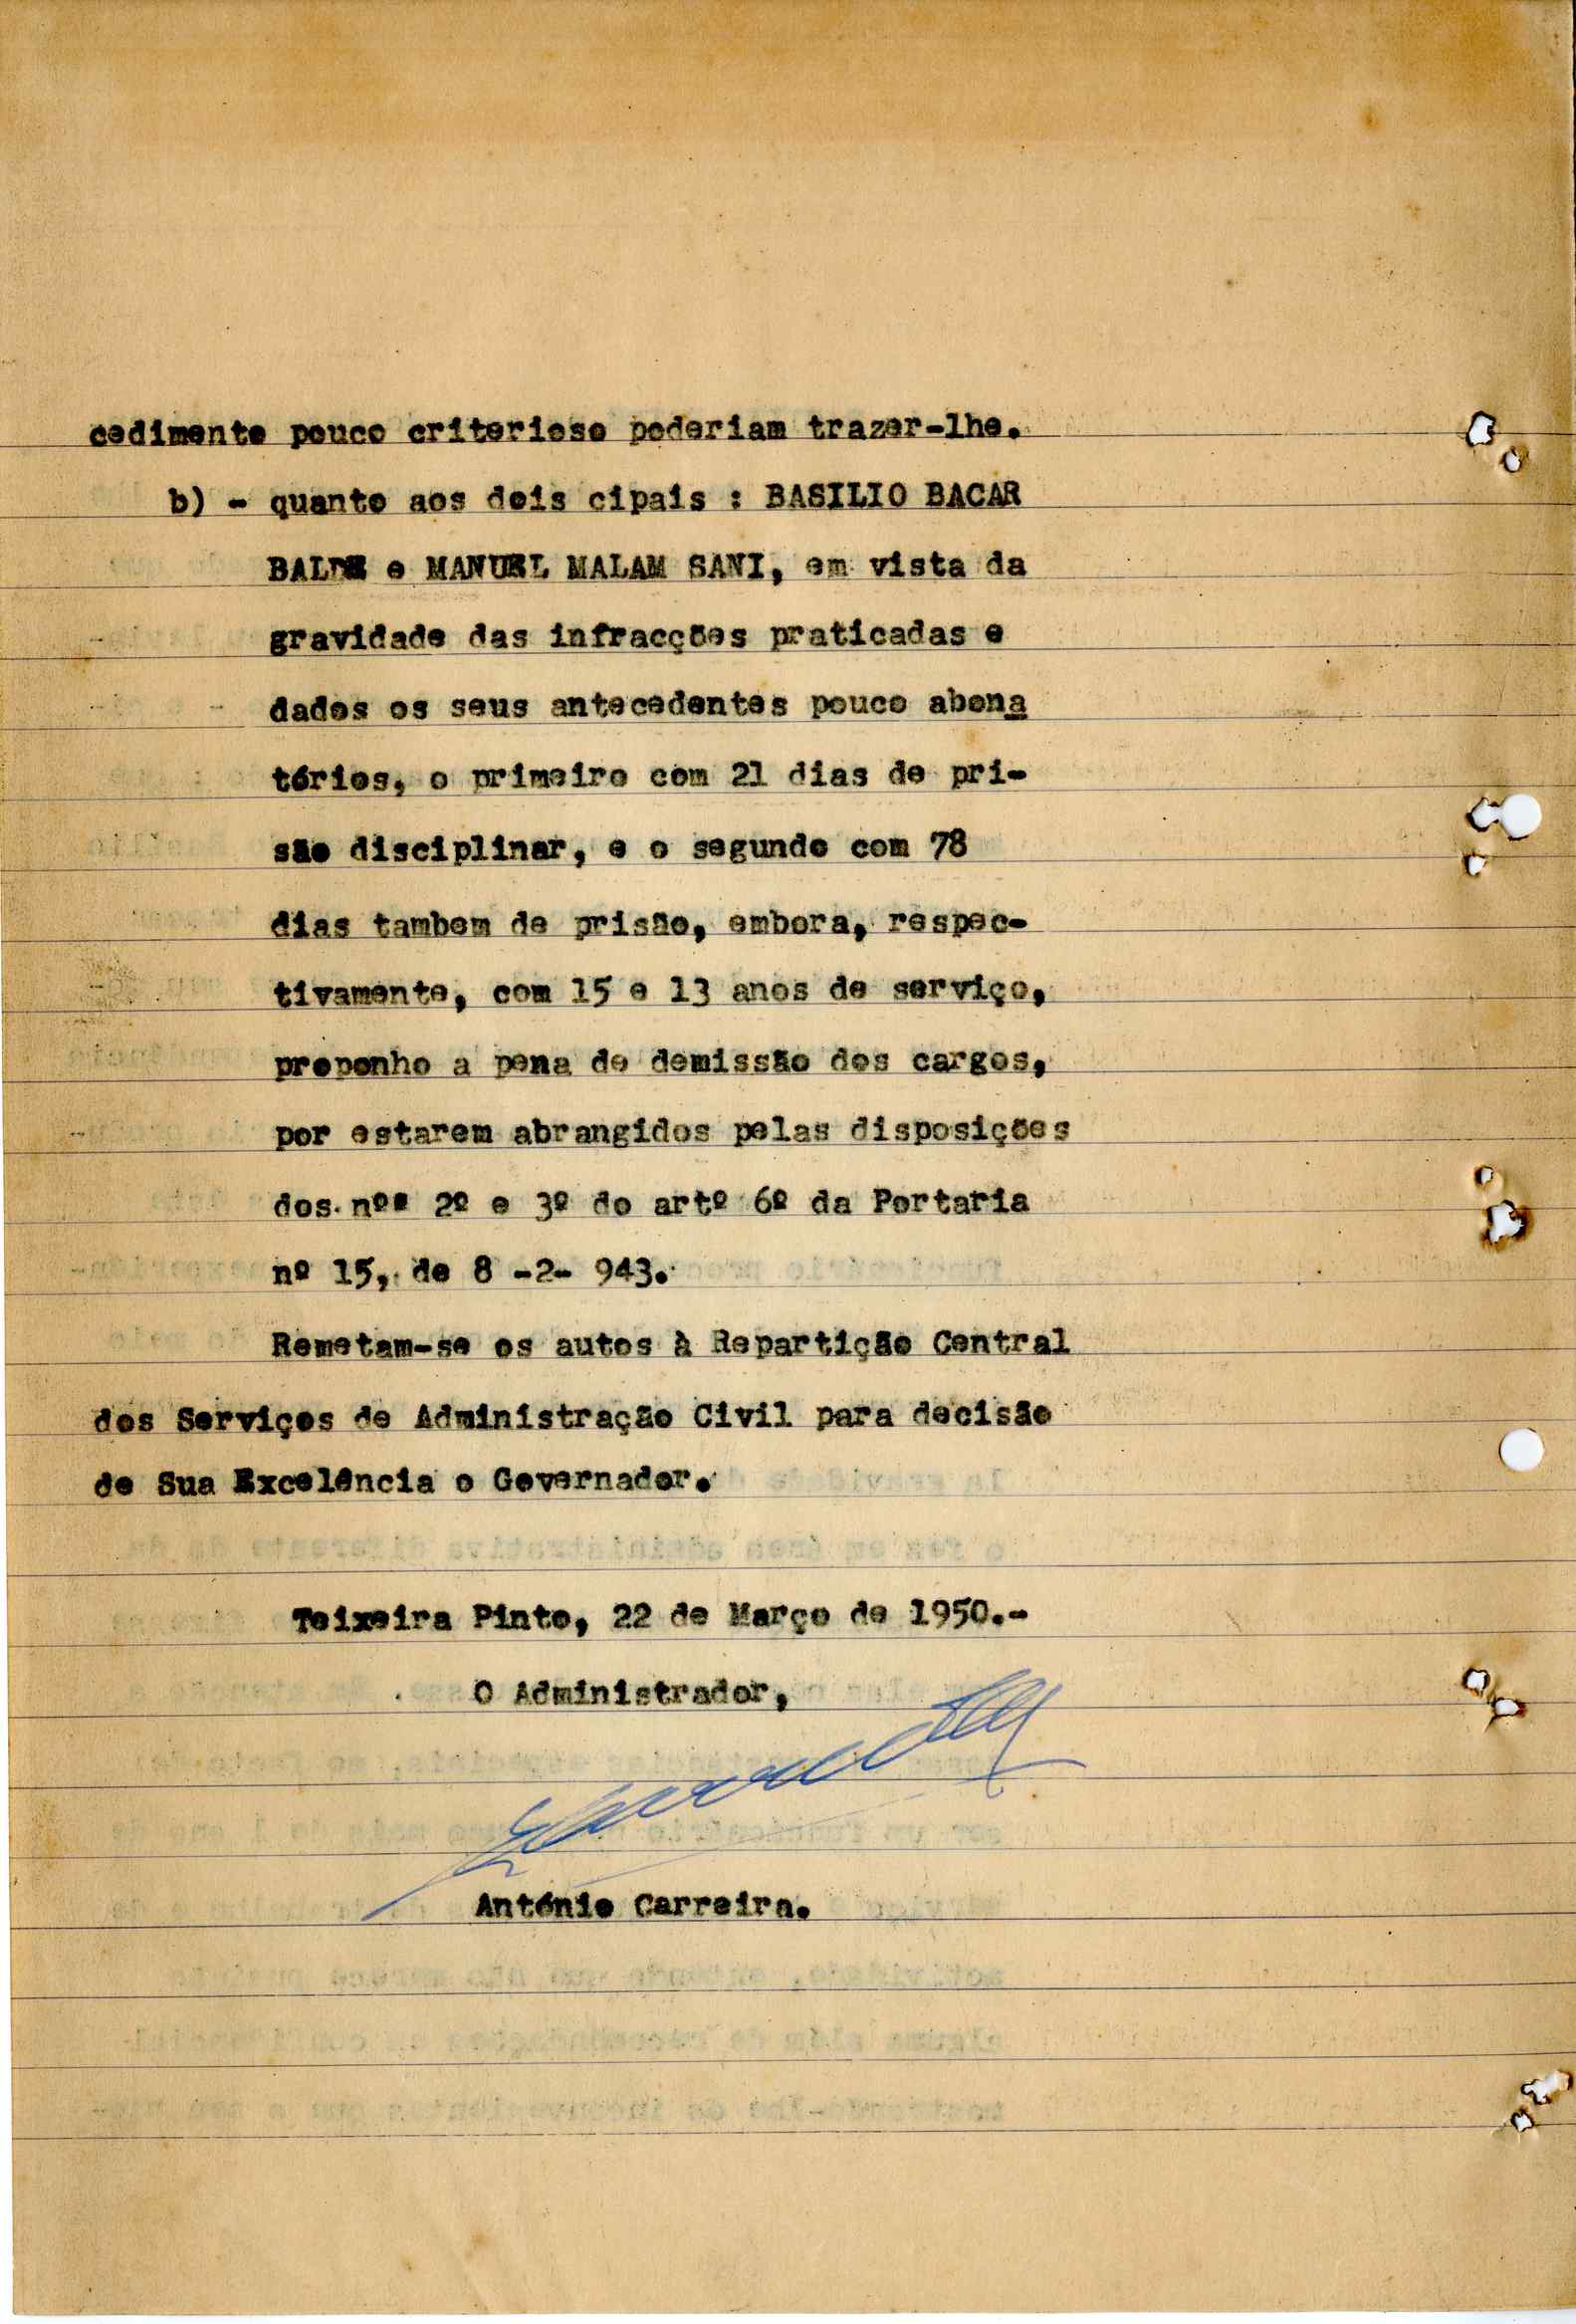 cedimento pouco criterioso poderiam trazer-lhe.
b) - quanto aos dois cipais : BASILIO BACAR
BALDE e MANUEL MALAM SANI, em vista da
gravidade das infracções praticadas e
dados os seus antecedentes pouco abona
tórios, o primeiro com 21 dias de pri-
são disciplinar, e o segundo com 78
dias tambem de prisão, embora, respec-
tivamente, com 15 e 13 anos de serviço,
proponho a pena de demissão dos cargos,
por estarem abrangidos pelas disposições
dos nºs 2º e 3º do artº 6º da Portaria
nº 15, de 8 -2- 943.
Remetam-se os autos à Repartição Central
dos Serviços de Administração Civil para decisão
de Sua Excelência o Governador.
Teixeira Pinto, 22 de Março de 1950.-
O Administrador,
António Carreira.